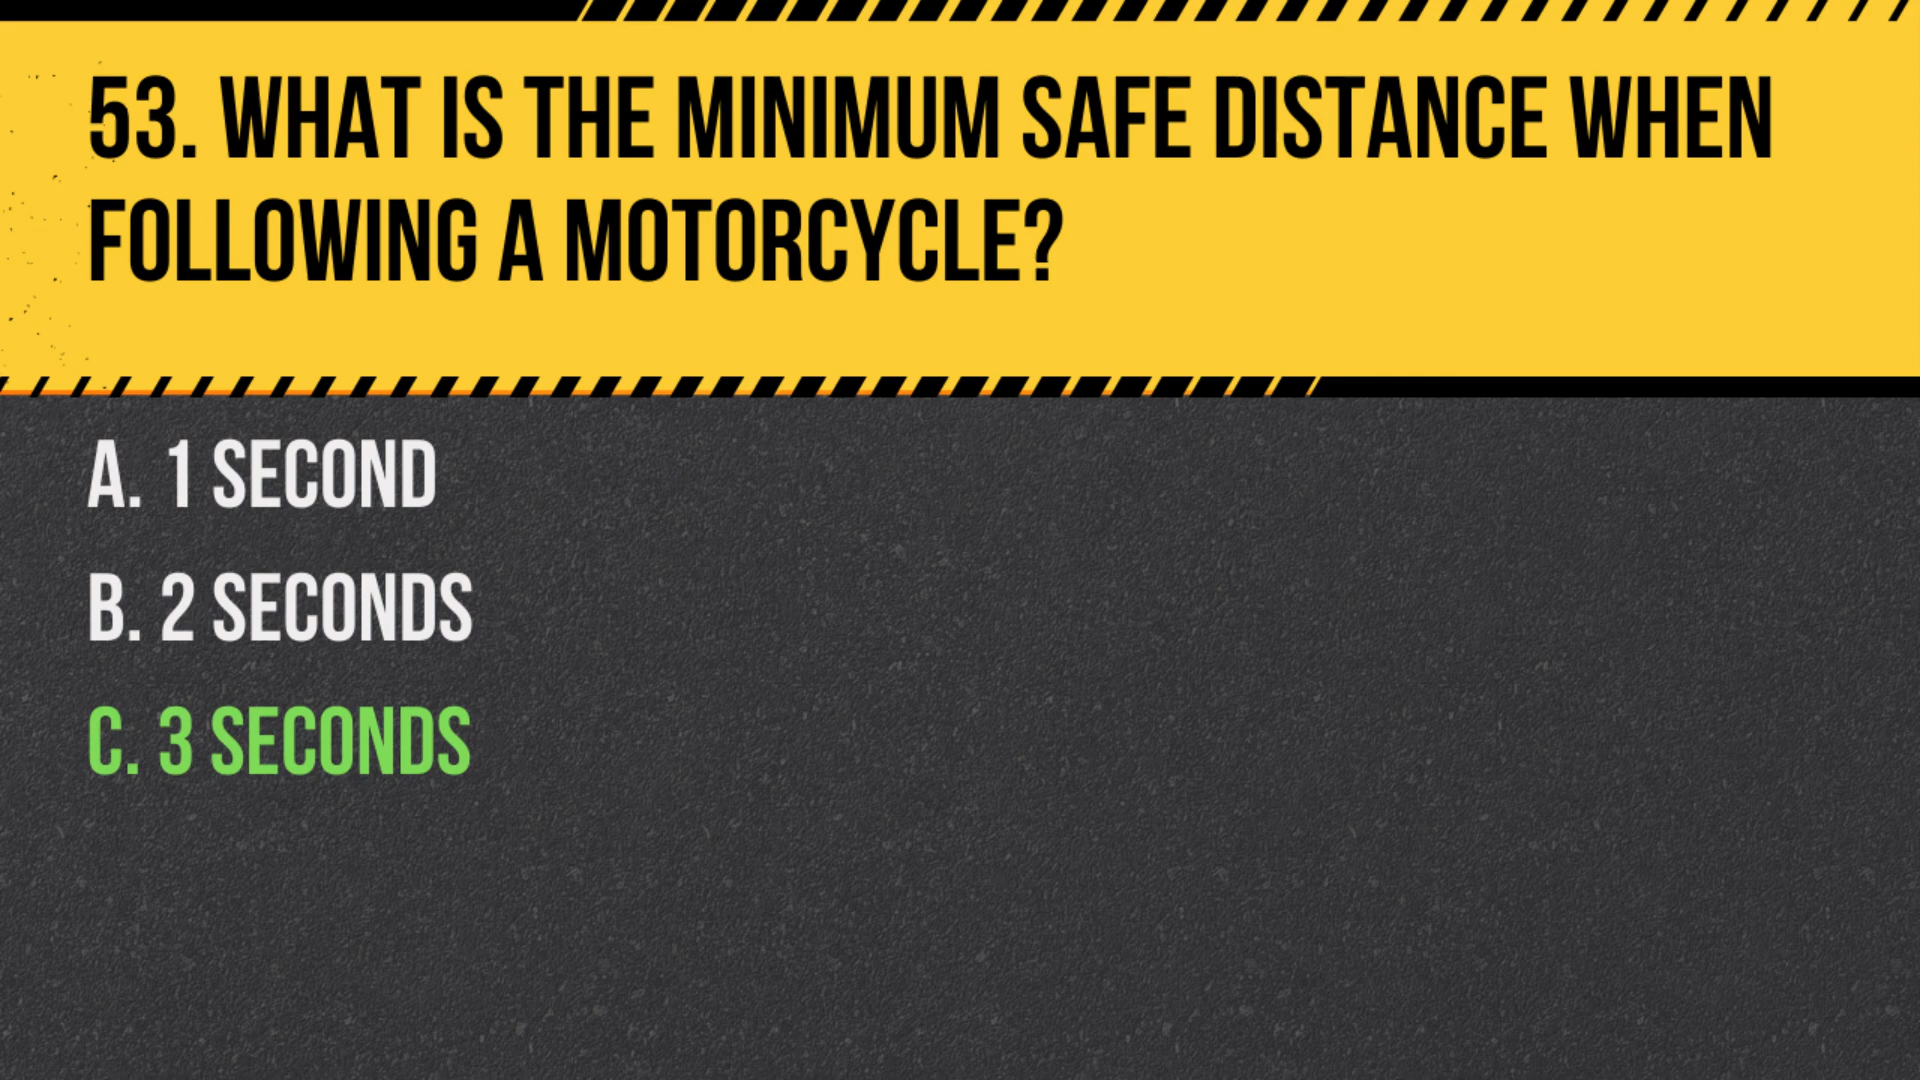 53. WHAT IS THE MINIMUM SAFE DISTANCE WHEN
FOLLOWING A MOTORCYCLE?
A. 1 SECOND
B. 2 SECONDS
C. 3 SECONDS